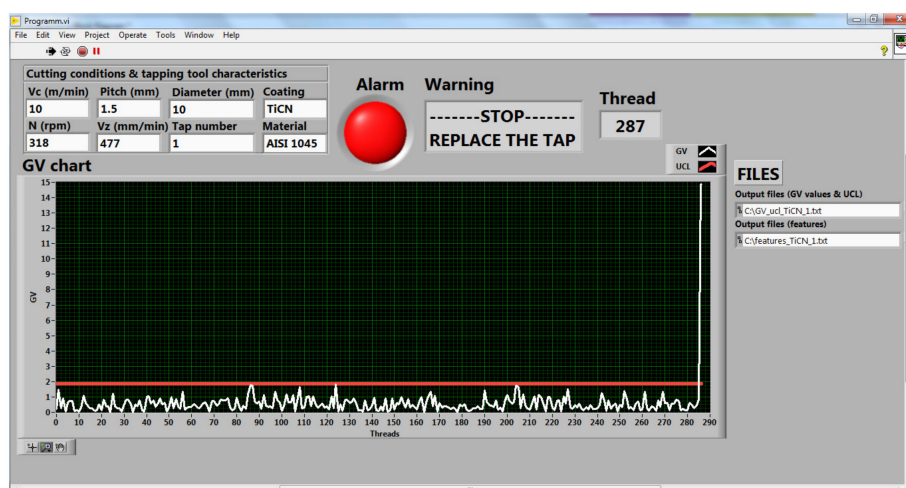 Programm.vi
File Edit View Project Operate Tools Window Help
Cutting conditions & tapping tool characteristics
Vc (m/min) Pitch (mm) Diameter (mm) Coating
10 1.5 10 TiCN
N (rpm) Vz (mm/min) Tap number Material
318 477 1 AISI 1045
Alarm
Warning
-------STOP-------
REPLACE THE TAP
Thread
287
GV
UCL
GV chart
FILES
Output files (GV values & UCL)
C:\GV_ucl_TiCN_1.txt
Output files (features)
C:\features_TiCN_1.txt
GV
15
14
13
12
11
10
9
8
7
6
5
4
3
2
1
0
0 10 20 30 40 50 60 70 80 90 100 110 120 130 140 150 160 170 180 190 200 210 220 230 240 250 260 270 280 290
Threads